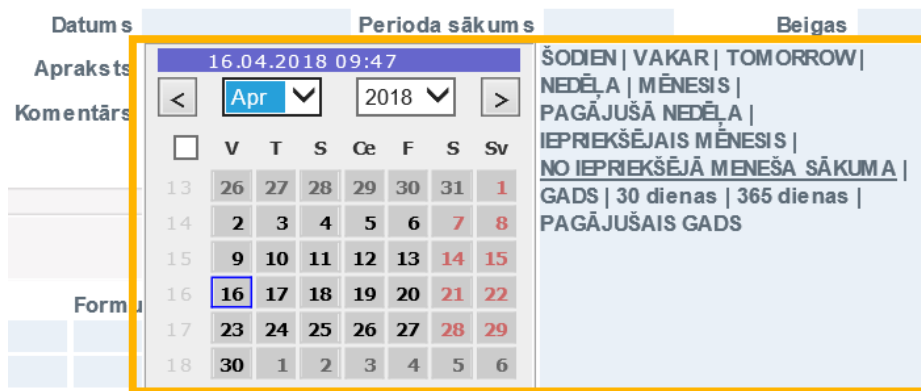 Datums Perioda sākums Beigas
Apraksts
Komentārs
16.04.2018 09:47
< Apr 2018 >
V T S Ce F S Sv
13 26 27 28 29 30 31 1
14 2 3 4 5 6 7 8
15 9 10 11 12 13 14 15
16 16 17 18 19 20 21 22
17 23 24 25 26 27 28 29
18 30 1 2 3 4 5 6
ŠODIEN | VAKAR | TOMORROW |
NEDĒĻA | MĒNESIS |
PAGĀJUŠĀ NEDĒĻA |
IEPRIEKŠĒJAIS MĒNESIS |
NO IEPRIEKŠĒJĀ MENEŠA SĀKUMA |
GADS | 30 dienas | 365 dienas |
PAGĀJUŠAIS GADS